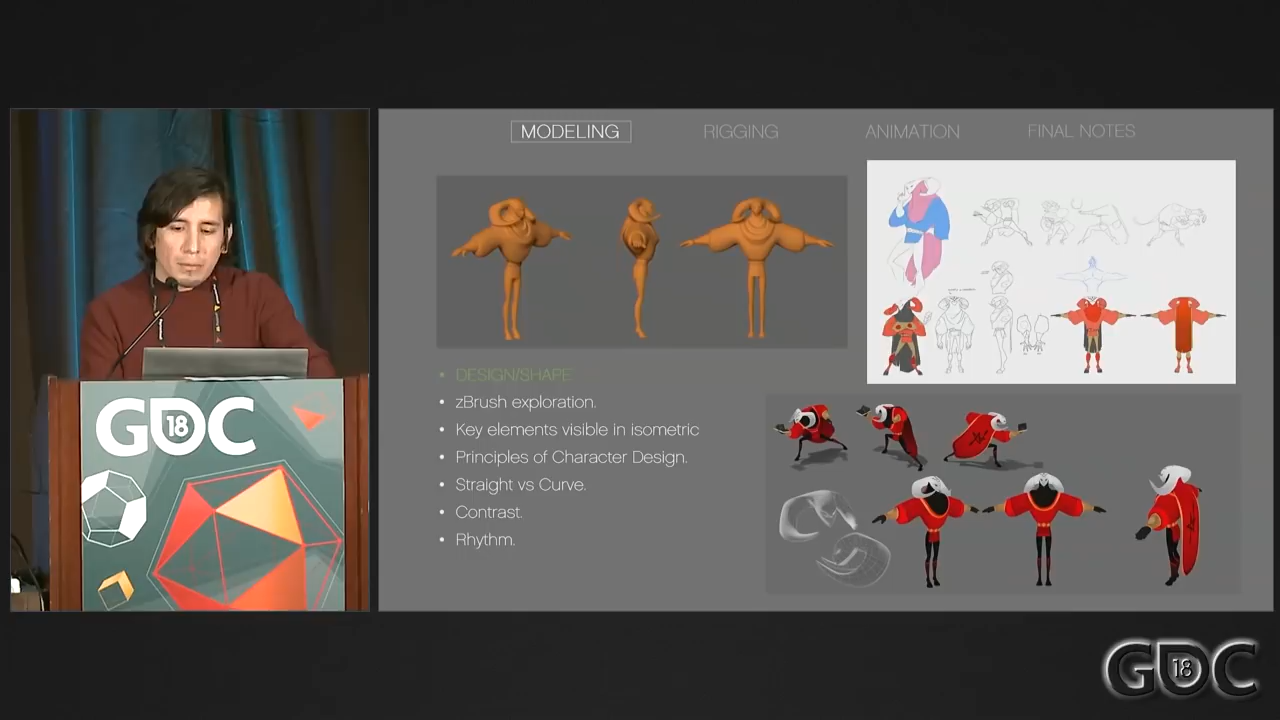 MODELING
RIGGING
ANIMATION
FINAL NOTES
DESIGN/SHAPE
zBrush exploration.
Key elements visible in isometric
Principles of Character Design.
Straight vs Curve.
Contrast.
Rhythm.
GDC
18
GDC
18